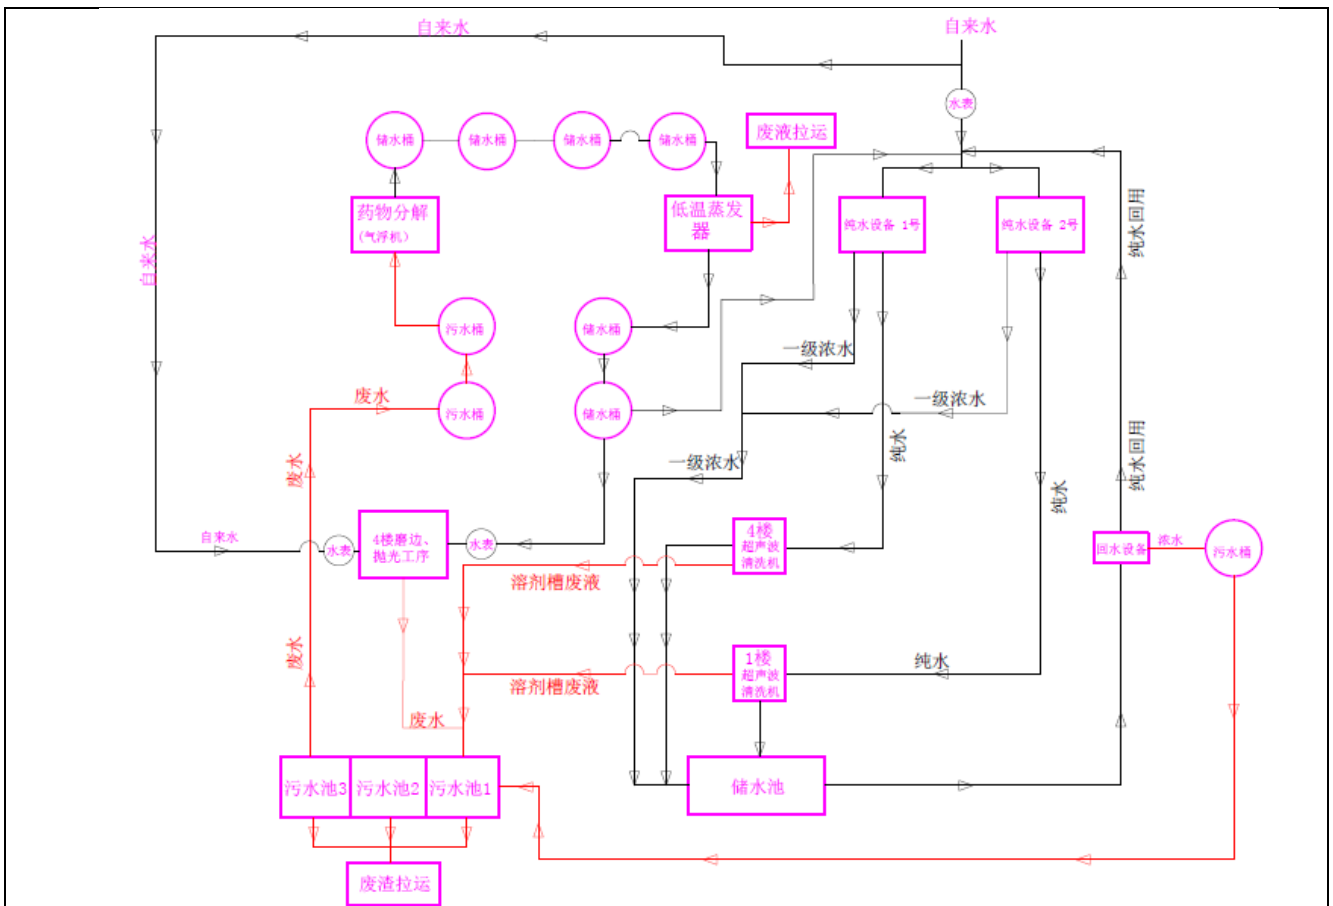 自来水
自来水
水表
储水桶
储水桶
储水桶
储水桶
废液拉运
药物分解
(气浮机)
低温蒸发
器
纯水设备 1号
纯水设备 2号
纯水回用
自来水
污水桶
储水桶
一级浓水
废水
污水桶
储水桶
一级浓水
纯水
纯水回用
废水
一级浓水
纯水
自来水
水表
4楼磨边、
抛光工序
水表
4楼
超声波
清洗机
回水设备
浓水
污水桶
溶剂槽废液
废水
1楼
超声波
清洗机
纯水
溶剂槽废液
废水
污水池3
污水池2
污水池1
储水池
废渣拉运